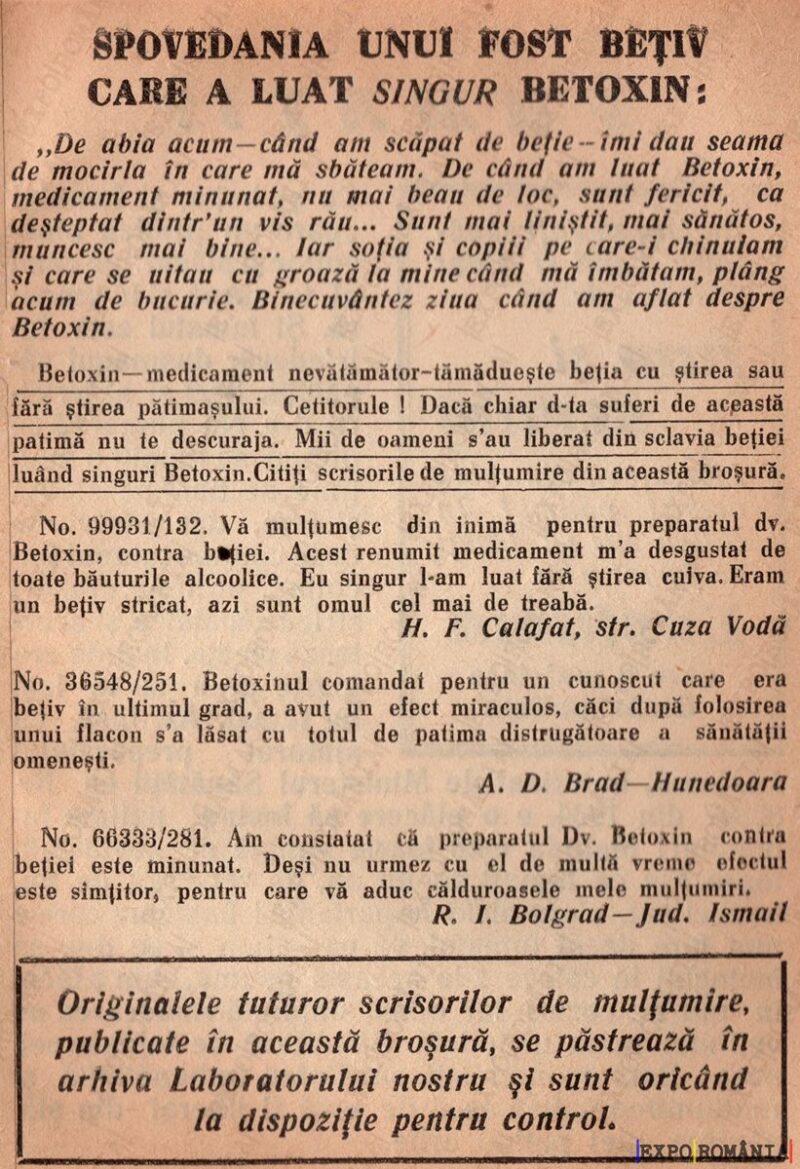 SPOVEDANIA UNUI FOST BEŢIV
CARE A LUAT SINGUR BETOXIN:
„De abia acum—când am scăpat de beţie--îmi dau seama
de mocirla în care mă sbăteam. De când am luat Betoxin,
medicament minunat, nu mai beau de loc, sunt fericit, ca
deşteptat dintr'un vis rău... Sunt mai liniştit, mai sănătos,
muncesc mai bine... Iar soţia şi copiii pe care-i chinuiam
şi care se uitau cu groază la mine când mă îmbătam, plâng
acum de bucurie. Binecuvântez ziua când am aflat despre
Betoxin.
Betoxin—medicament nevătămător-tămădueşte beţia cu ştirea sau
fără ştirea pătimaşului. Cetitorule ! Dacă chiar d-ta suferi de această
patimă nu te descuraja. Mii de oameni s'au liberat din sclavia beţiei
luând singuri Betoxin.Citiţi scrisorile de mulţumire din această broşură.
No. 99931/132. Vă mulţumesc din inimă pentru preparatul dv.
Betoxin, contra beţiei. Acest renumit medicament m'a desgustat de
toate băuturile alcoolice. Eu singur l-am luat fără ştirea cuiva. Eram
un beţiv stricat, azi sunt omul cel mai de treabă.
H. F. Calafat, str. Cuza Vodă
No. 36548/251. Betoxinul comandat pentru un cunoscut care era
beţiv în ultimul grad, a avut un efect miraculos, căci după folosirea
unui flacon s'a lăsat cu totul de patima distrugătoare a sănătăţii
omeneşti.
A. D. Brad—Hunedoara
No. 66333/281. Am constatat că preparatul Dv. Betoxin contra
beţiei este minunat. Deşi nu urmez cu el de multă vreme efectul
este simţitor, pentru care vă aduc călduroasele mele mulţumiri.
R. I. Bolgrad—Jud. Ismail
Originalele tuturor scrisorilor de mulţumire,
publicate în această broşură, se păstrează în
arhiva Laboratorului nostru şi sunt oricând
la dispoziţie pentru control.
EXPO ROMÂNIA